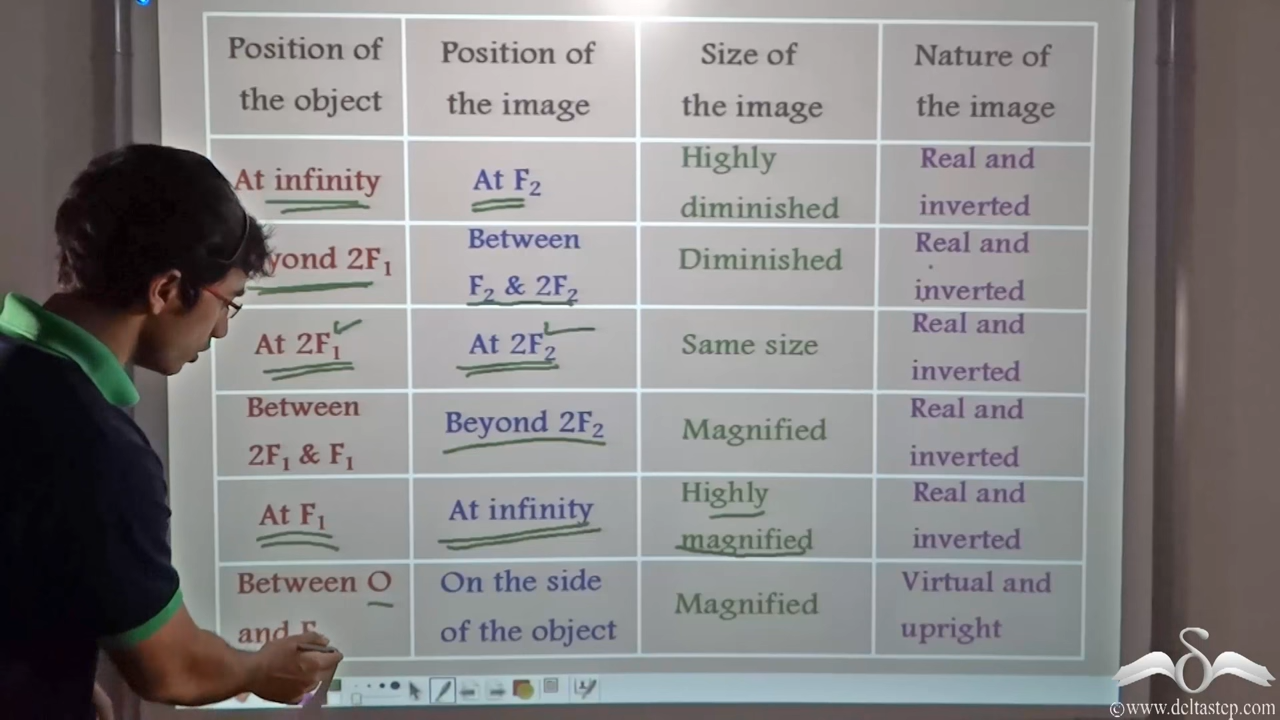 Position of
the object
Position of
the image
Size of
the image
Nature of
the image
At infinity
At F₂
Highly
diminished
Real and
inverted
2F₁
Between
F₂ & 2F₂
Diminished
Real and
inverted
At 2F₁
At 2F₂
Same size
Real and
inverted
Between
2F₁ & F₁
Beyond 2F₂
Magnified
Real and
inverted
At F₁
At infinity
Highly
magnified
Real and
inverted
Between O
and
On the side
of the object
Magnified
Virtual and
upright
©www.deltastep.com